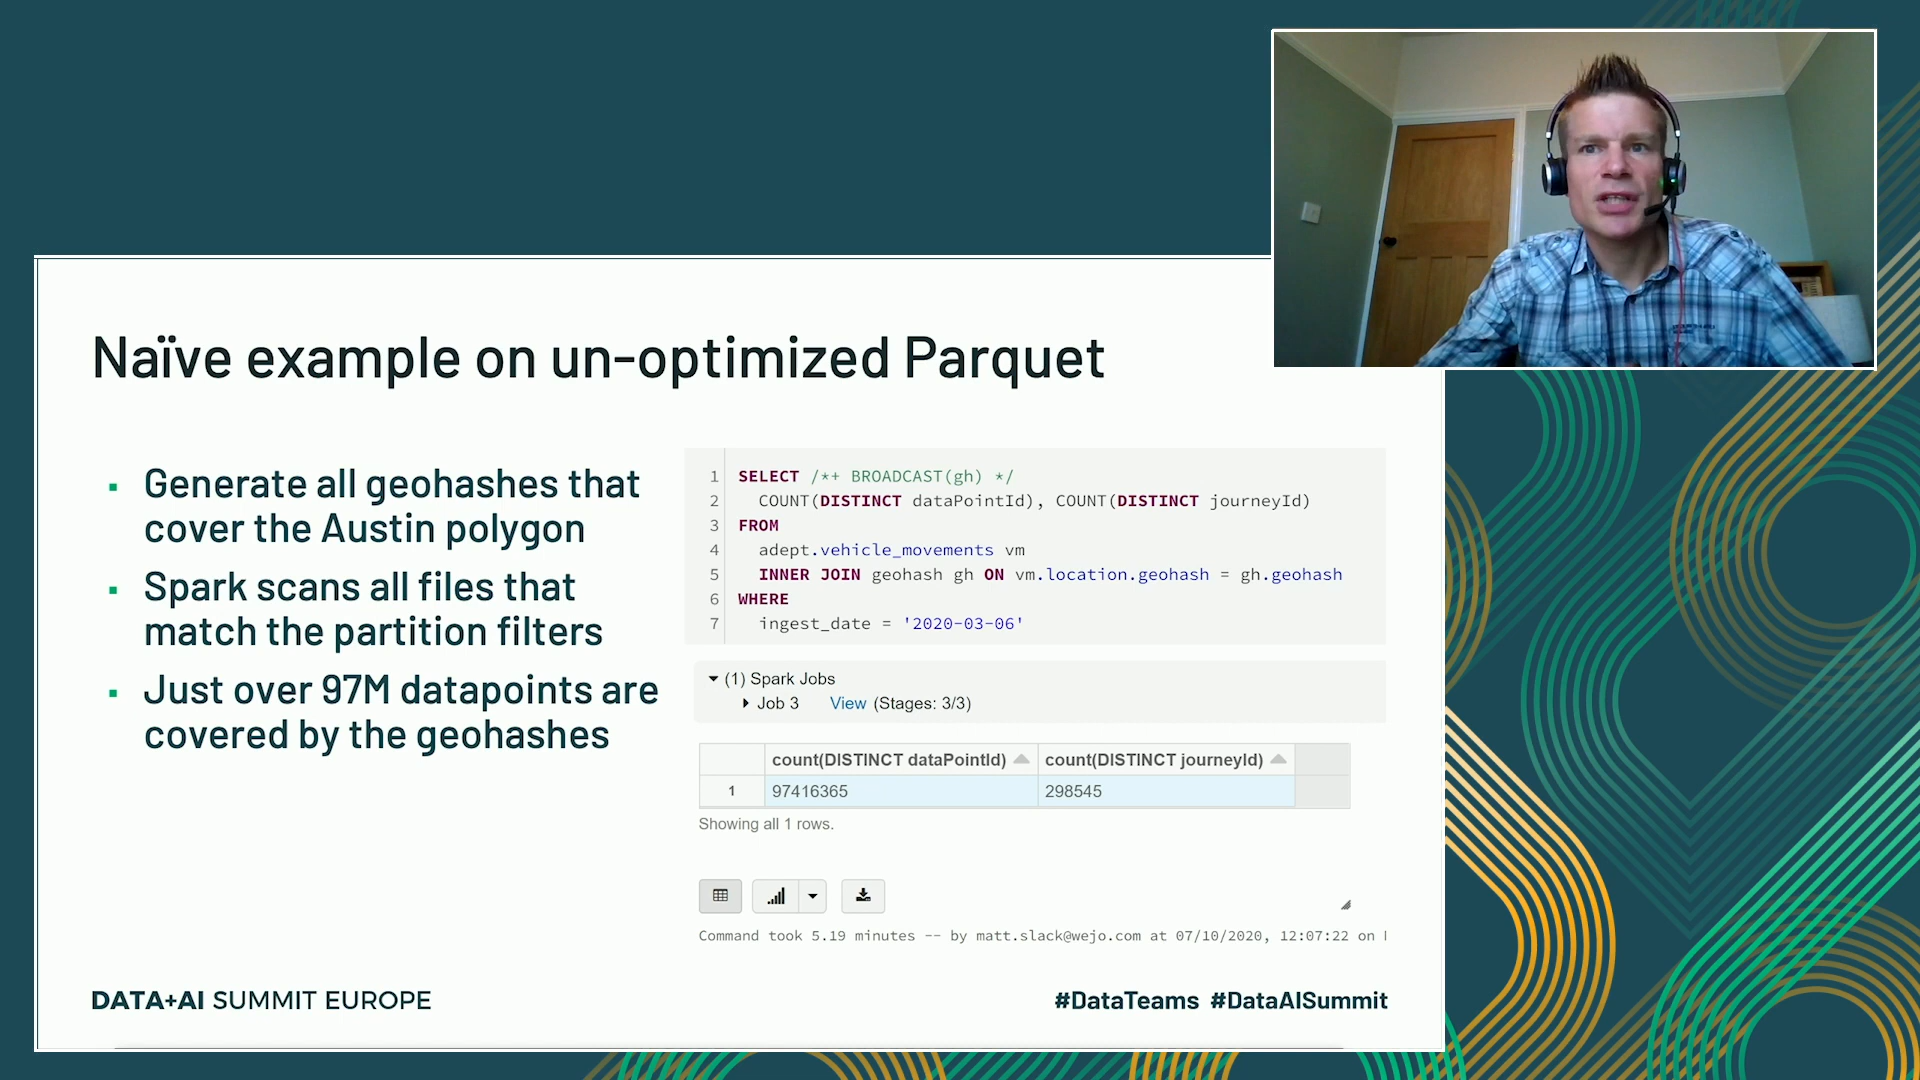 Naïve example on un-optimized Parquet
Generate all geohashes that
cover the Austin polygon
Spark scans all files that
match the partition filters
Just over 97M datapoints are
covered by the geohashes
1 SELECT /*+ BROADCAST(gh) */
2 COUNT(DISTINCT dataPointId), COUNT(DISTINCT journeyId)
3 FROM
4 adept.vehicle_movements vm
5 INNER JOIN geohash gh ON vm.location.geohash = gh.geohash
6 WHERE
7 ingest_date = '2020-03-06'
(1) Spark Jobs
Job 3 View (Stages: 3/3)
count(DISTINCT dataPointId) count(DISTINCT journeyId)
1 97416365 298545
Showing all 1 rows.
Command took 5.19 minutes -- by matt.slack@wejo.com at 07/10/2020, 12:07:22 on
DATA+AI SUMMIT EUROPE
#DataTeams #DataAISummit